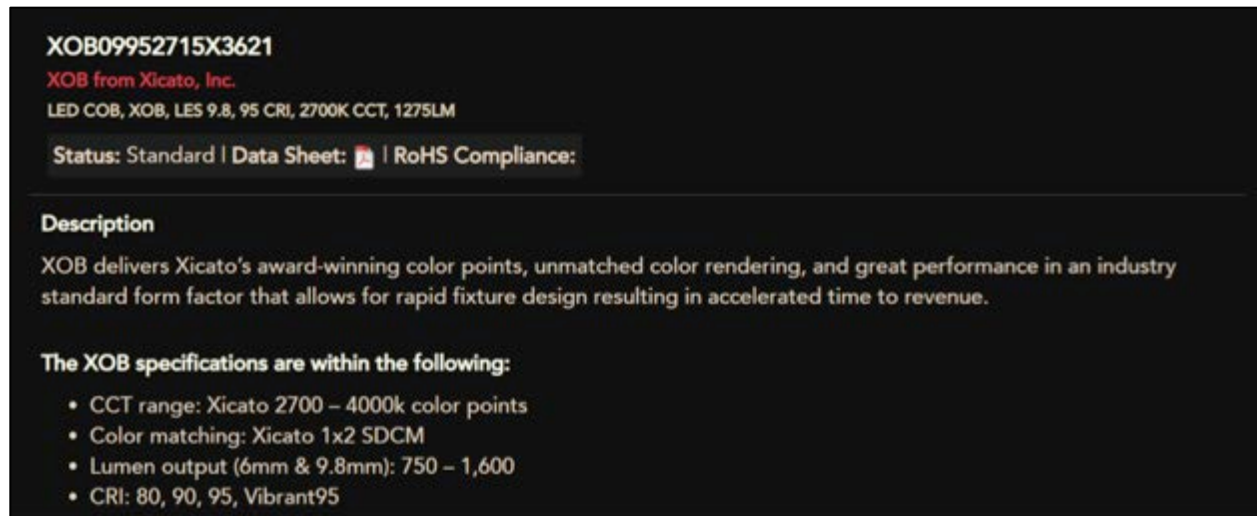 XOB09952715X3621
XOB from Xicato, Inc.
LED COB, XOB, LES 9.8, 95 CRI, 2700K CCT, 1275LM
Status: Standard | Data Sheet: | RoHS Compliance:
Description
XOB delivers Xicato’s award-winning color points, unmatched color rendering, and great performance in an industry
standard form factor that allows for rapid fixture design resulting in accelerated time to revenue.
The XOB specifications are within the following:
• CCT range: Xicato 2700 – 4000k color points
• Color matching: Xicato 1x2 SDCM
• Lumen output (6mm & 9.8mm): 750 – 1,600
• CRI: 80, 90, 95, Vibrant95